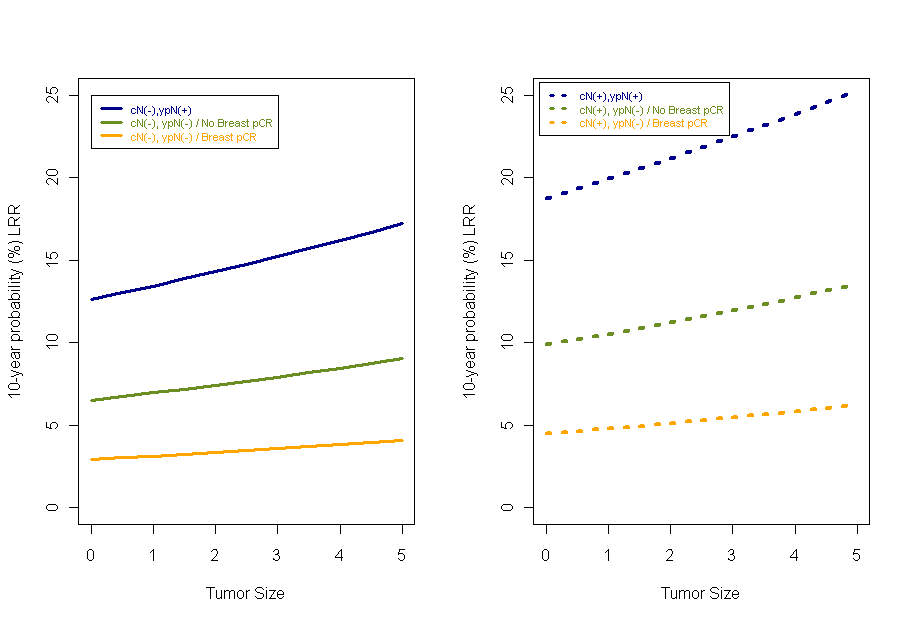 cN(-),ypN(+)
cN(-), ypN(-) / No Breast pCR
cN(-), ypN(-) / Breast pCR
10-year probability (%) LRR
25
20
15
10
5
0
0 1 2 3 4 5
Tumor Size
cN(+),ypN(+)
cN(+), ypN(-) / No Breast pCR
cN(+), ypN(-) / Breast pCR
10-year probability (%) LRR
25
20
15
10
5
0
0 1 2 3 4 5
Tumor Size